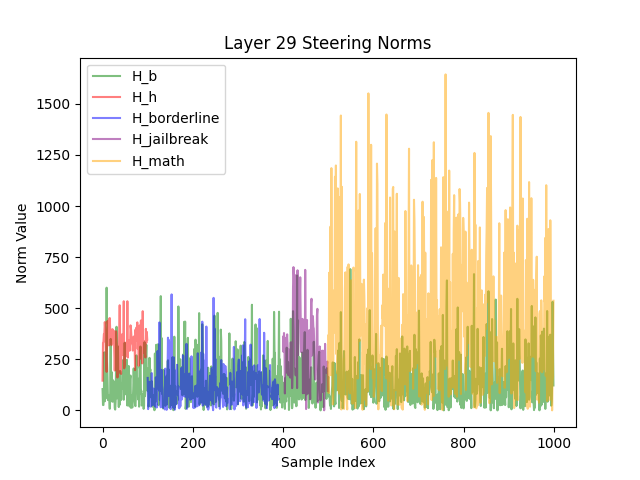 Layer 29 Steering Norms
H_b
H_h
H_borderline
H_jailbreak
H_math
Norm Value
1500
1250
1000
750
500
250
0
0 200 400 600 800 1000
Sample Index